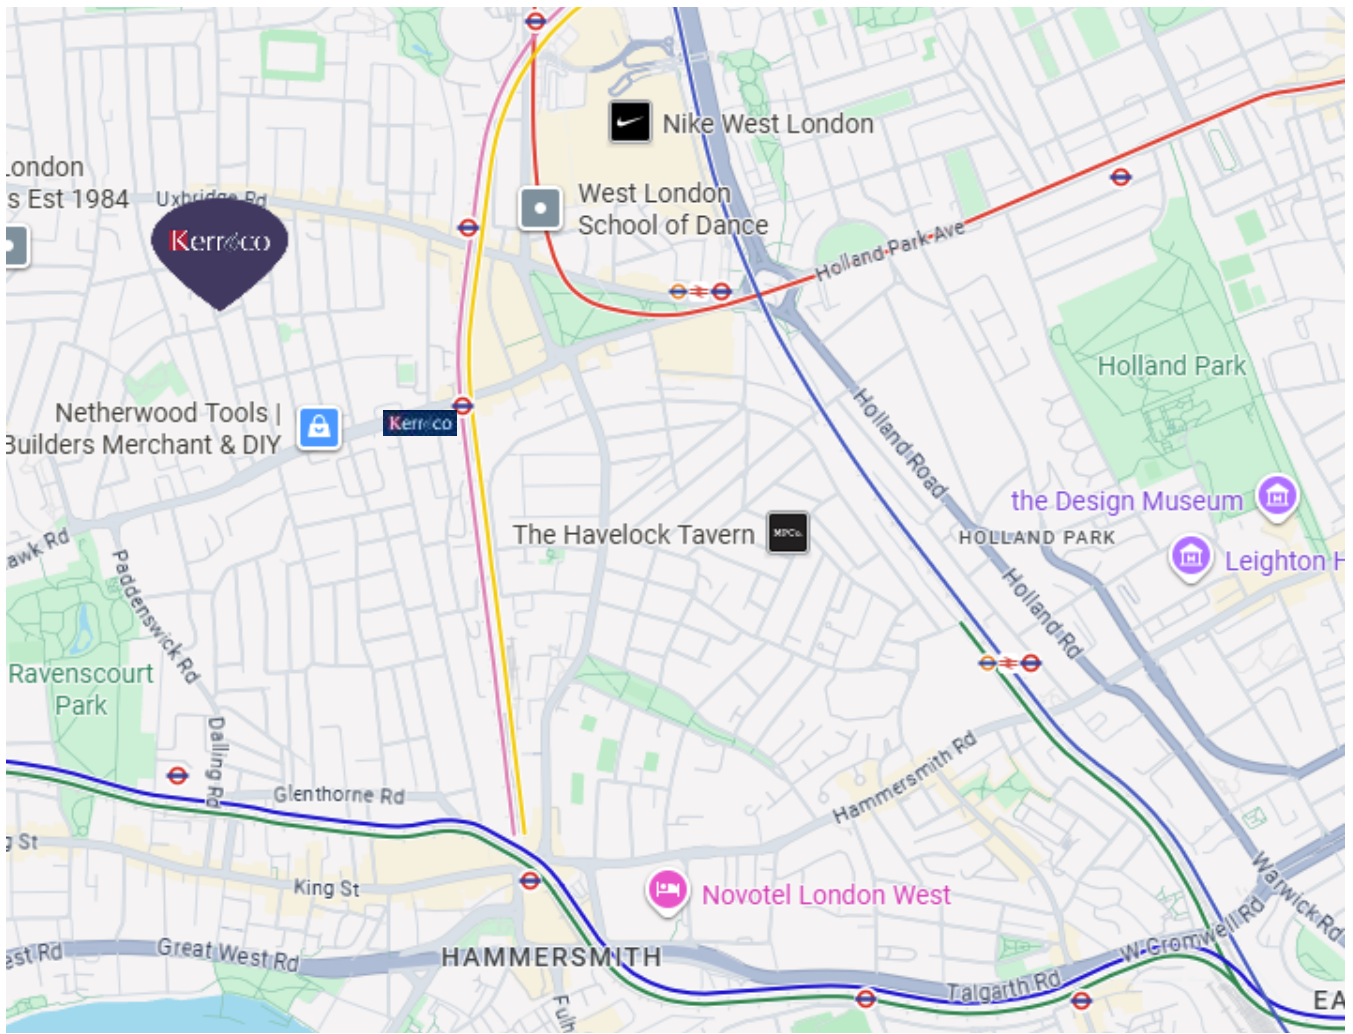 Nike West London
London
s Est 1984
Uxbridge Rd
West London
School of Dance
Kerr&co
Holland Park Ave
Holland Park
Netherwood Tools |
Builders Merchant & DIY
Kerr&co
Holland Road
the Design Museum
The Havelock Tavern
MPCo.
HOLLAND PARK
awk Rd
Leighton H
Paddenswick Rd
Holland Rd
Ravenscourt
Park
Dalling Rd
Glenthorne Rd
Hammersmith Rd
g St
King St
Novotel London West
Warwick Rd
W Cromwell Rd
est Rd
Great West Rd
HAMMERSMITH
Talgarth Rd
Fulh
EA